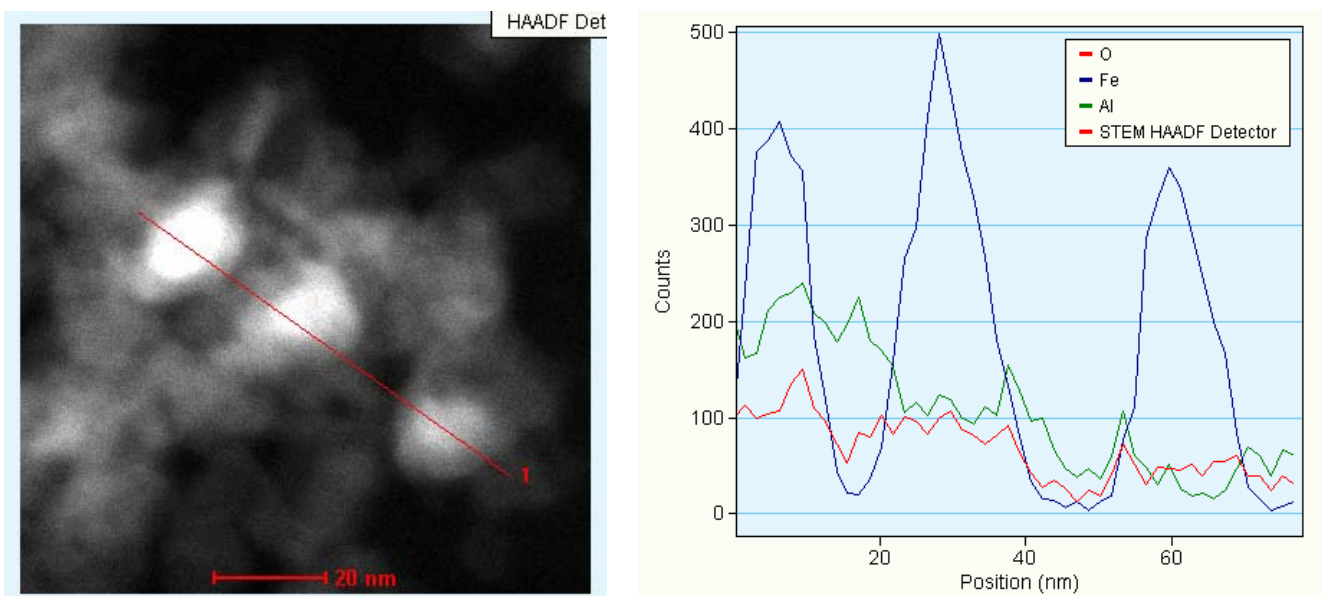 HAADF Det
1
20 nm
500
400
300
200
100
0
Counts
20
40
60
Position (nm)
O
Fe
Al
STEM HAADF Detector